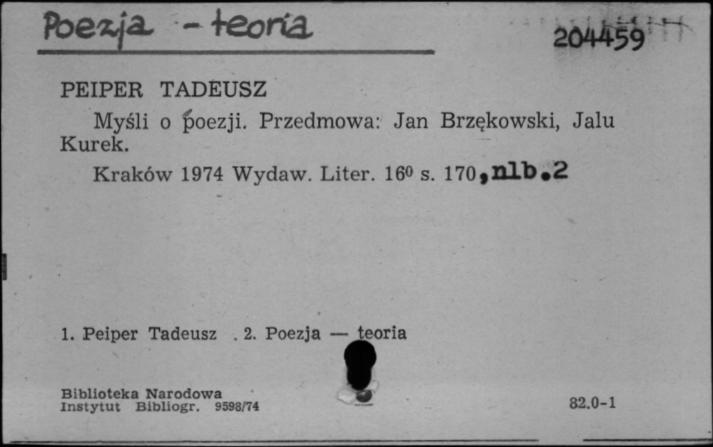 Poezja - teoria
204459
PEIPER TADEUSZ
Myśli o poezji. Przedmowa: Jan Brzękowski, Jalu
Kurek.
Kraków 1974 Wydaw. Liter. 16⁰ s. 170, nlb. 2
1. Peiper Tadeusz . 2. Poezja — teoria
Biblioteka Narodowa
Instytut Bibliogr. 9598/74
82.0-1